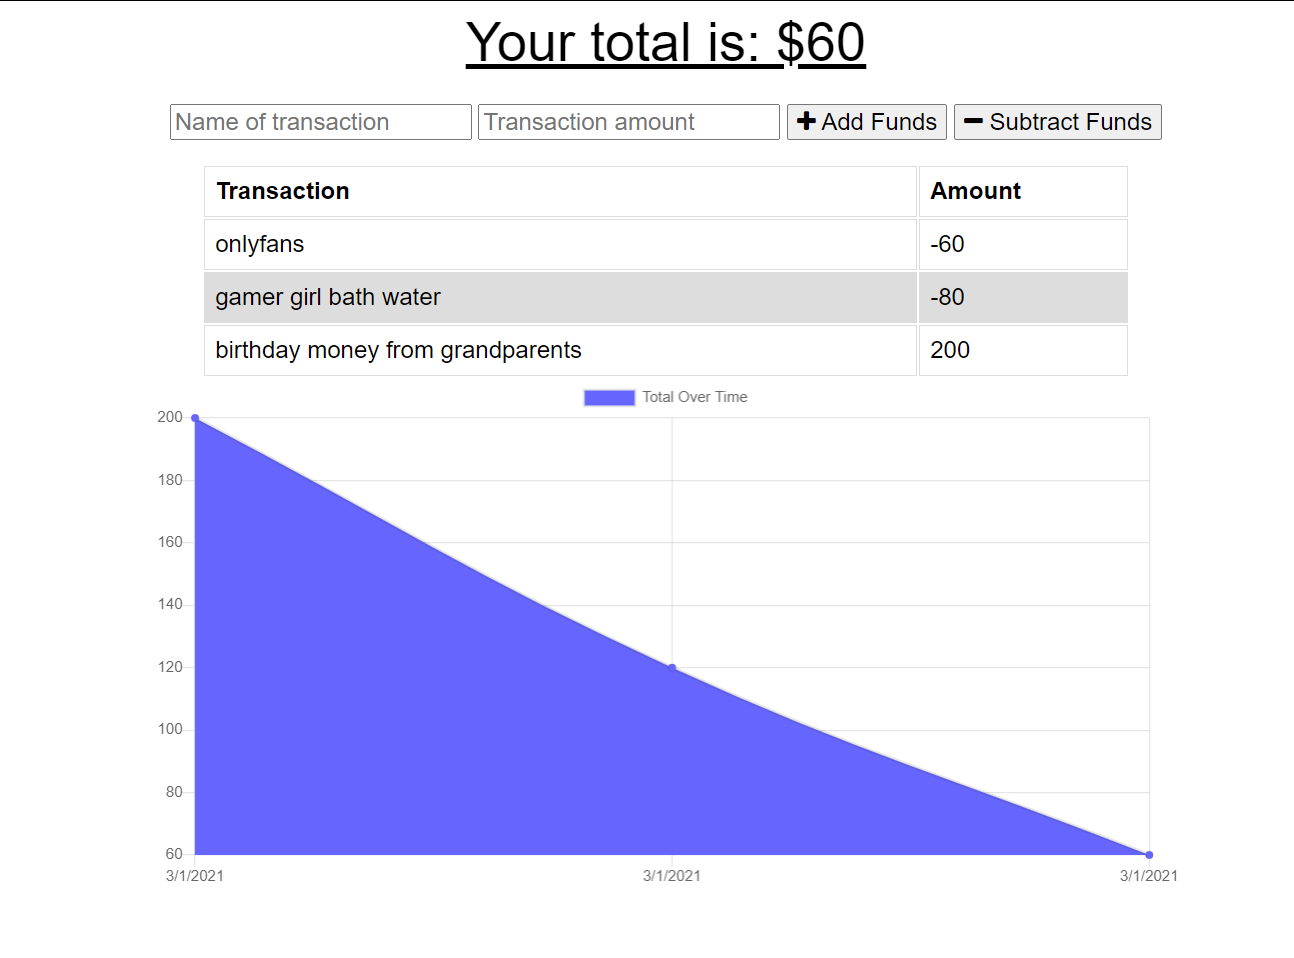 Your total is: $60
Name of transaction Transaction amount Add Funds Subtract Funds
Transaction Amount
onlyfans -60
gamer girl bath water -80
birthday money from grandparents 200
Total Over Time
200
180
160
140
120
100
80
60
3/1/2021 3/1/2021 3/1/2021